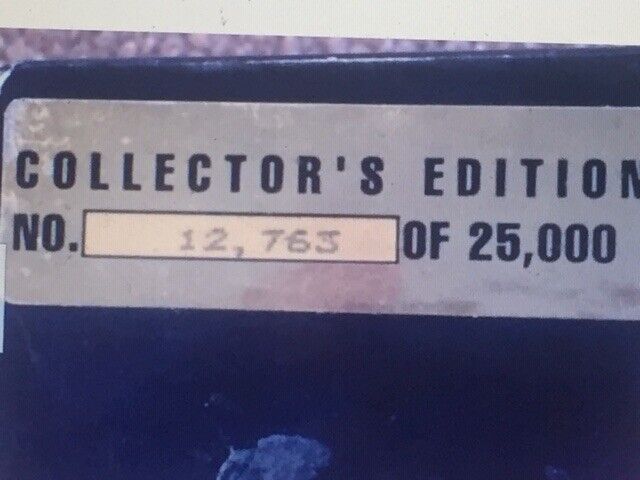 COLLECTOR'S EDITION
NO. 12,763 OF 25,000